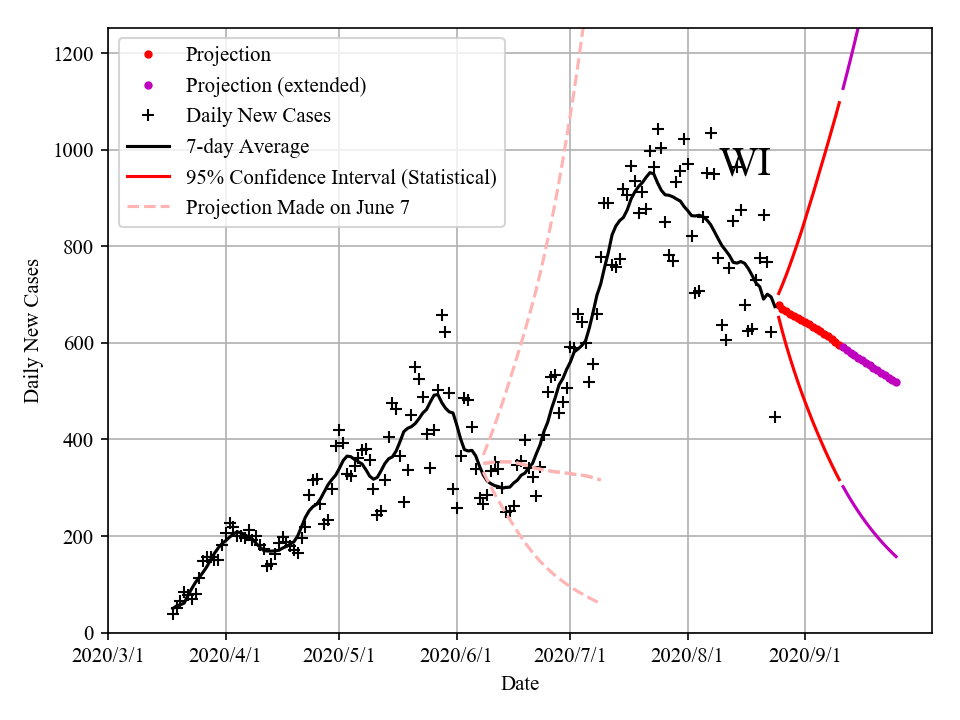 1200
1000
800
600
400
200
0
Daily New Cases
Projection
Projection (extended)
Daily New Cases
7-day Average
95% Confidence Interval (Statistical)
Projection Made on June 7
WI
2020/3/1 2020/4/1 2020/5/1 2020/6/1 2020/7/1 2020/8/1 2020/9/1
Date